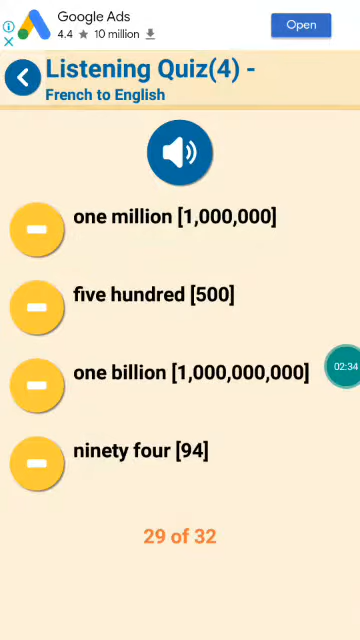 Google Ads
4.4 ★ 10 million
Open
Listening Quiz(4) -
French to English
one million [1,000,000]
five hundred [500]
one billion [1,000,000,000]
02:34
ninety four [94]
29 of 32